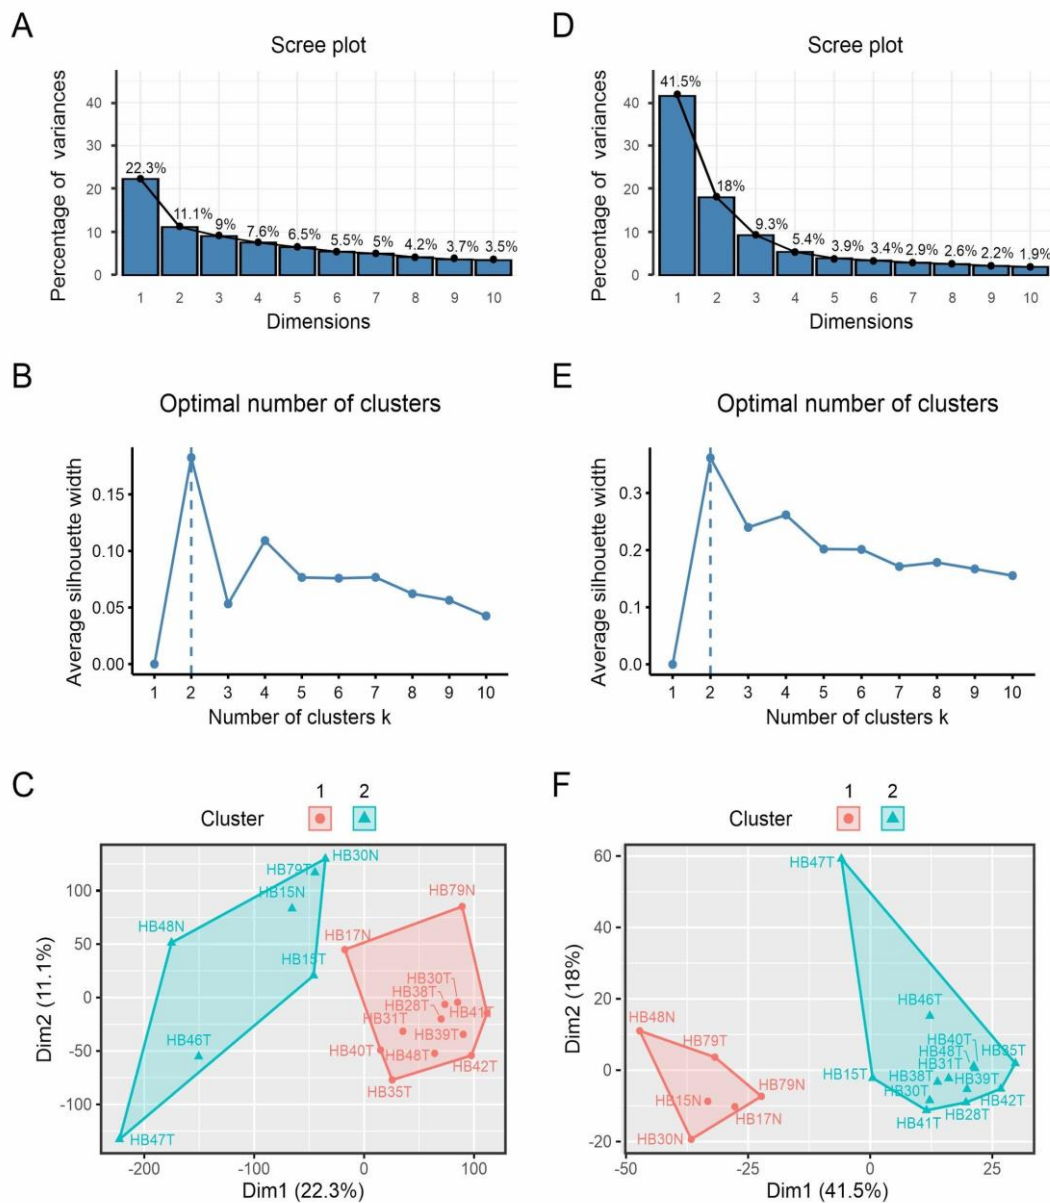 A
Scree plot
Percentage of variances
40
30
20
10
0
22.3%
11.1%
9%
7.6%
6.5%
5.5%
5%
4.2%
3.7%
3.5%
1 2 3 4 5 6 7 8 9 10
Dimensions
D
Scree plot
Percentage of variances
40
30
20
10
0
41.5%
18%
9.3%
5.4%
3.9%
3.4%
2.9%
2.6%
2.2%
1.9%
1 2 3 4 5 6 7 8 9 10
Dimensions
B
Optimal number of clusters
Average silhouette width
0.15
0.10
0.05
0.00
1 2 3 4 5 6 7 8 9 10
Number of clusters k
E
Optimal number of clusters
Average silhouette width
0.3
0.2
0.1
0.0
1 2 3 4 5 6 7 8 9 10
Number of clusters k
C
1 2
Cluster
Dim2 (11.1%)
100
50
0
-50
-100
HB30N
HB79T
HB15N
HB48N
HB15T
HB46T
HB47T
HB79N
HB17N
HB30T
HB38T
HB28T
HB41T
HB31T
HB39T
HB40T
HB48T
HB42T
HB35T
-200 -100 0 100
Dim1 (22.3%)
F
1 2
Cluster
Dim2 (18%)
60
40
20
0
-20
HB47T
HB46T
HB48N
HB79T
HB40T
HB48T
HB35T
HB31T
HB15T
HB38T
HB39T
HB30T
HB79N
HB42T
HB15N
HB17N
HB41T
HB28T
HB30N
-50 -25 0 25
Dim1 (41.5%)